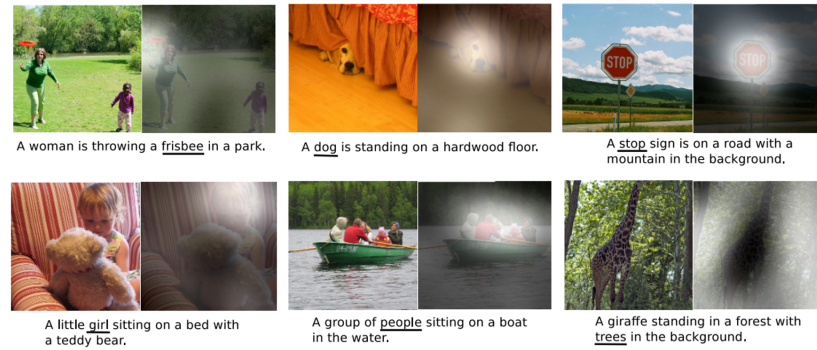 STOP
STOP
A woman is throwing a frisbee in a park.
A dog is standing on a hardwood floor.
A stop sign is on a road with a
mountain in the background.
A little girl sitting on a bed with
a teddy bear.
A group of people sitting on a boat
in the water.
A giraffe standing in a forest with
trees in the background.